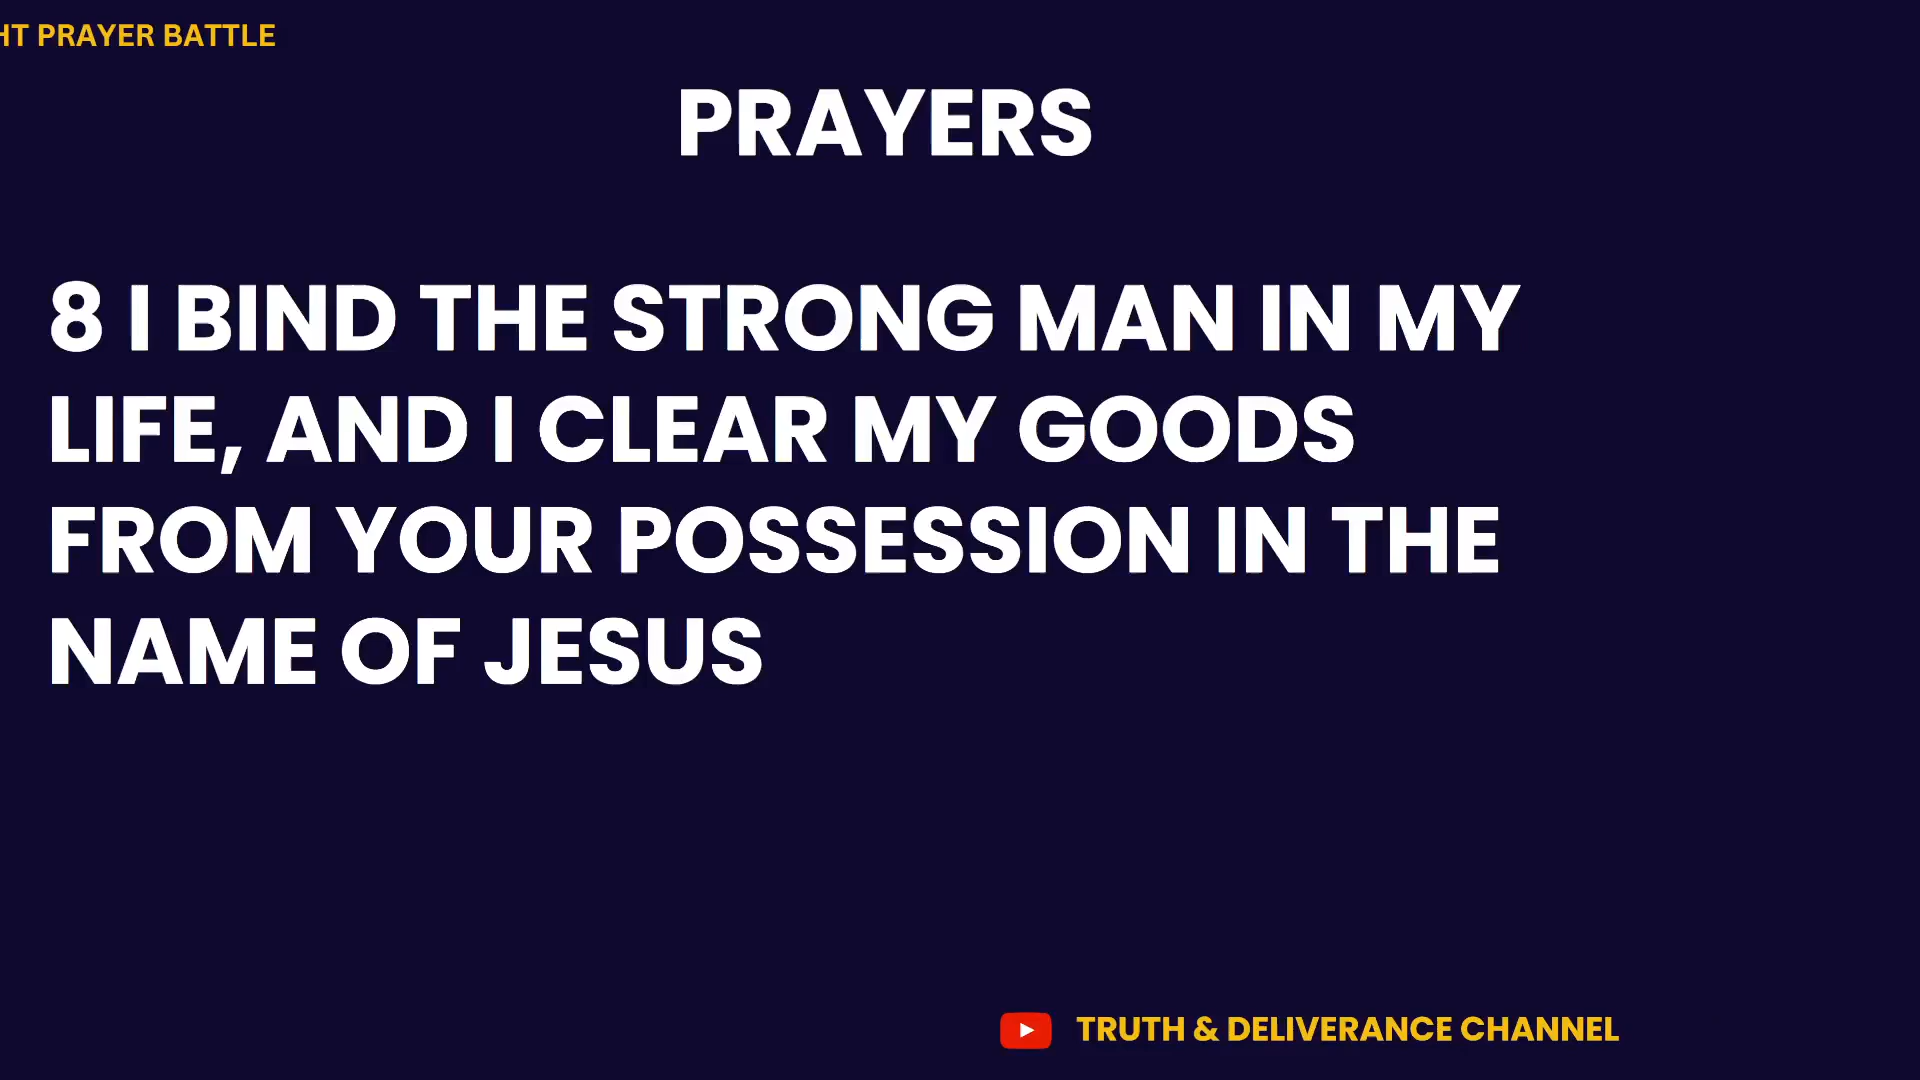 PRAYER BATTLE
PRAYERS
8 I BIND THE STRONG MAN IN MY
LIFE, AND I CLEAR MY GOODS
FROM YOUR POSSESSION IN THE
NAME OF JESUS
TRUTH & DELIVERANCE CHANNEL